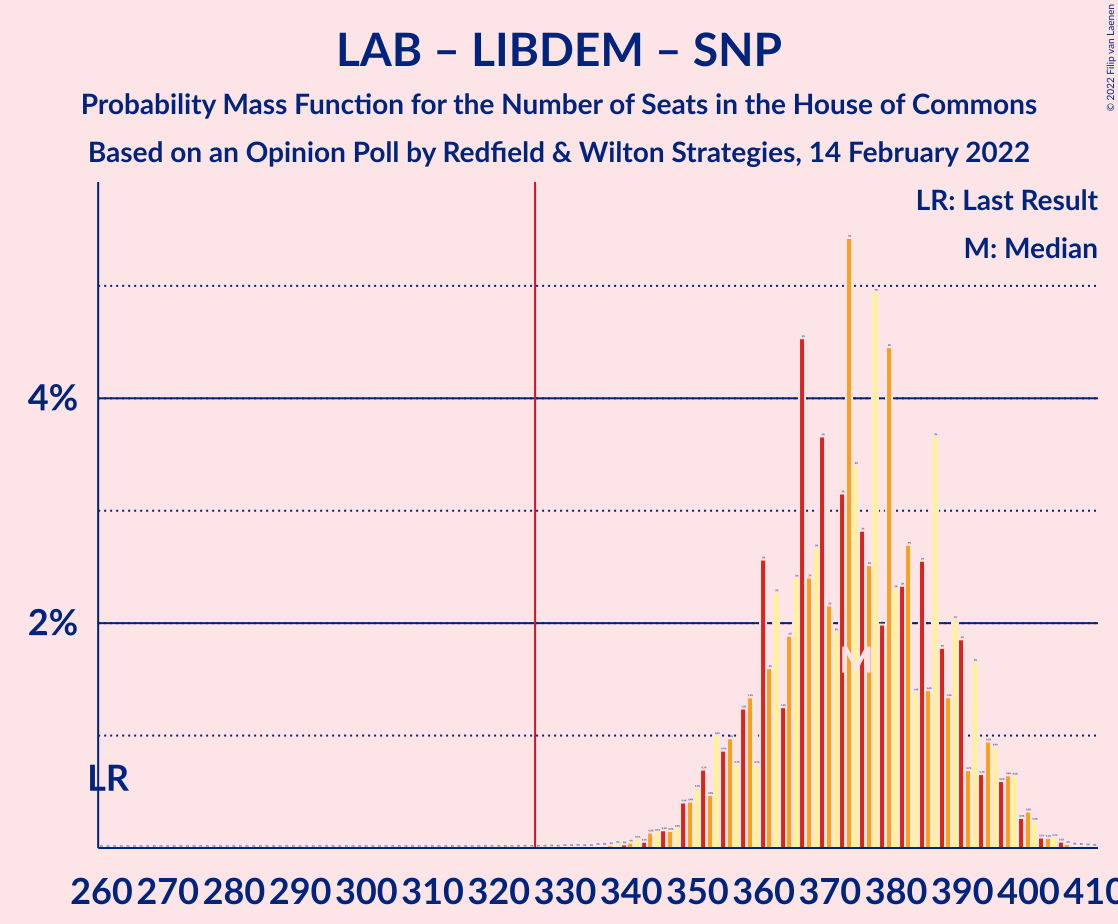 LAB – LIBDEM – SNP
Probability Mass Function for the Number of Seats in the House of Commons
Based on an Opinion Poll by Redfield & Wilton Strategies, 14 February 2022
© 2022 Filip van Laenen
LR: Last Result
M: Median
4%
2%
M
LR
260 270 280 290 300 310 320 330 340 350 360 370 380 390 400 410